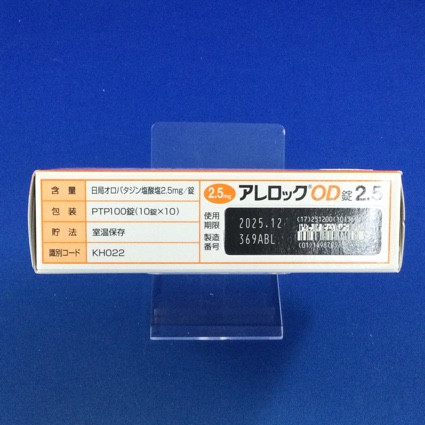 含量 日局オロパタジン塩酸塩2.5mg/錠
包装 PTP100錠(10錠×10)
貯法 室温保存
識別コード KH022
2.5mg アレロック®OD錠2.5
使用期限 2025.12
製造番号 369ABL